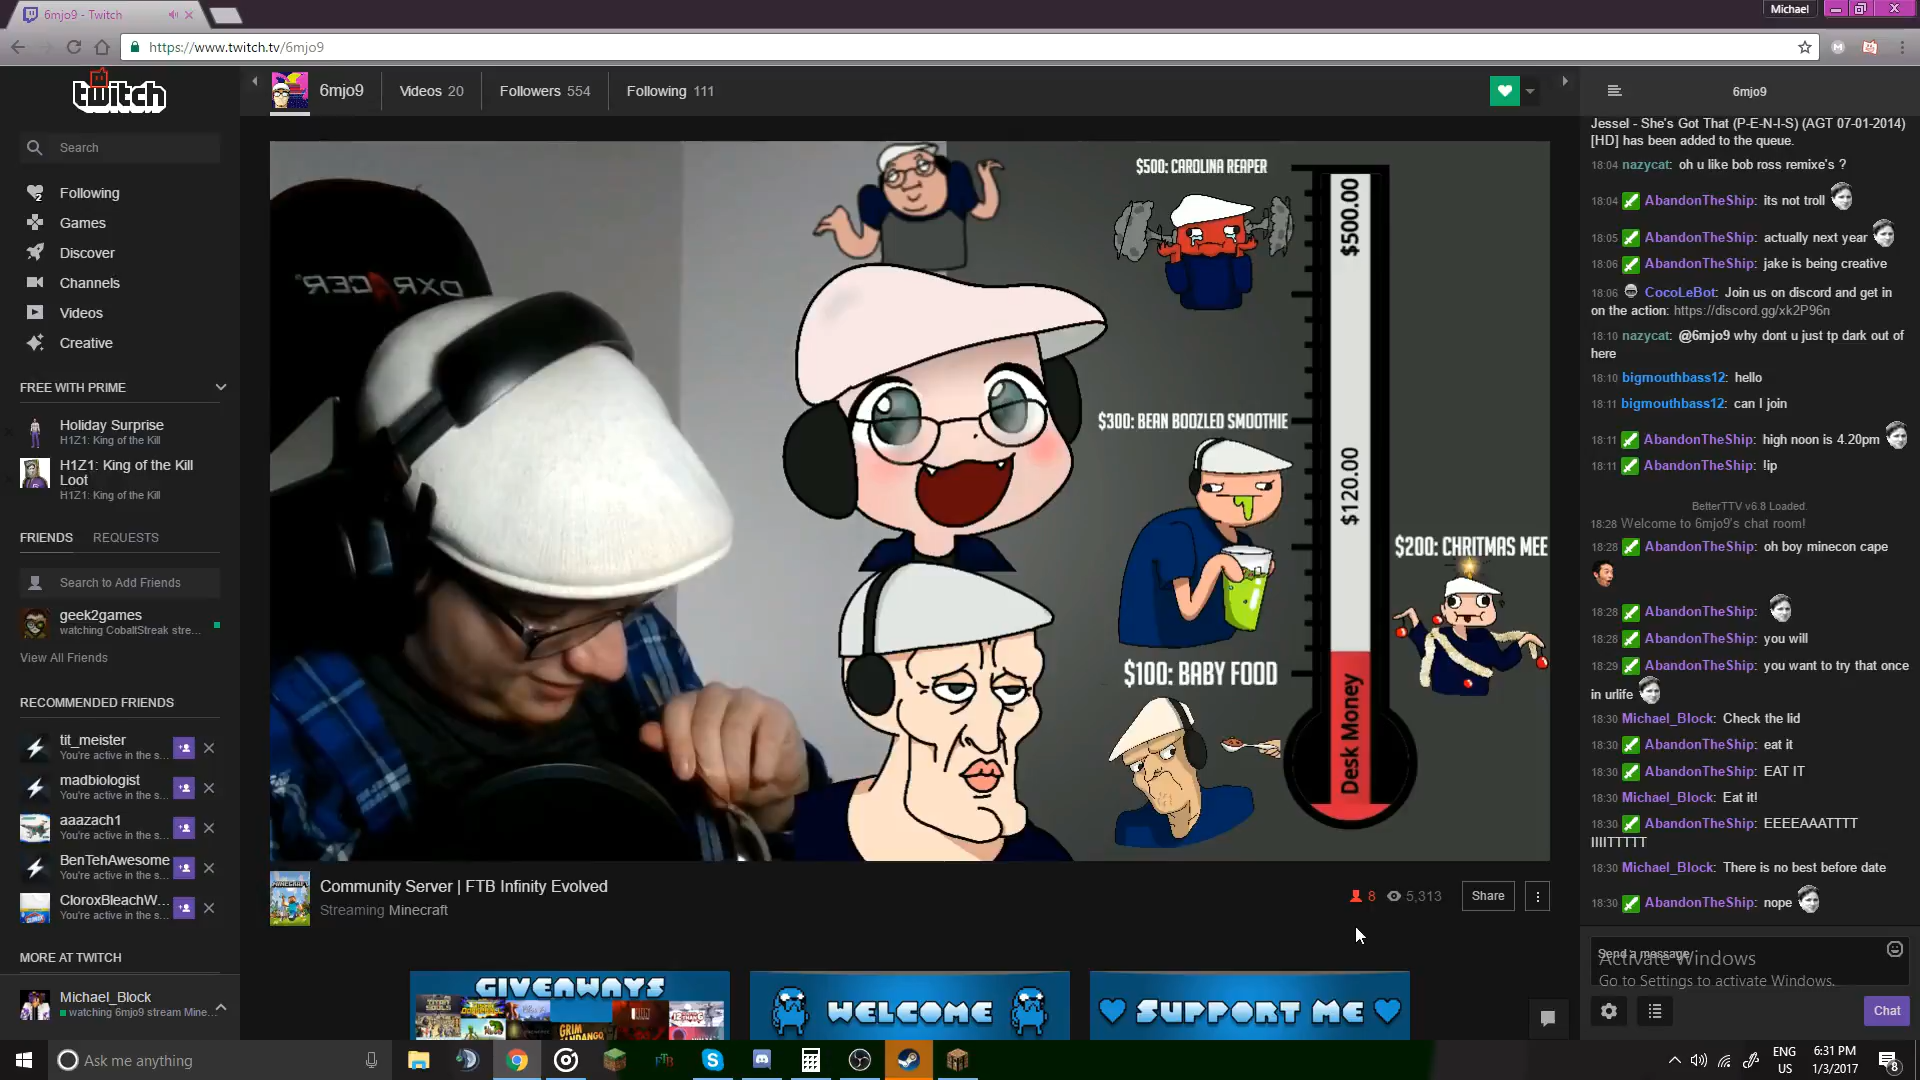 6mjo9 - Twitch
Michael
https://www.twitch.tv/6mjo9
twitch
Search
Following
Games
Discover
Channels
Videos
Creative
FREE WITH PRIME
Holiday Surprise
H1Z1: King of the Kill
H1Z1: King of the Kill
Loot
H1Z1: King of the Kill
FRIENDS REQUESTS
Search to Add Friends
geek2games
watching CobaltStreak stre...
View All Friends
RECOMMENDED FRIENDS
tit_meister
You're active in the s...
madbiologist
You're active in the s...
aaazach1
You're active in the s...
BenTehAwesome
You're active in the s...
CloroxBleachW...
You're active in the s...
MORE AT TWITCH
Michael_Block
watching 6mjo9 stream Mine...
6mjo9 Videos 20 Followers 554 Following 111
DXRACER
$500: CAROLINA REAPER
$500.00
$300: BEAN BOOZLED SMOOTHIE
$120.00
$200: CHRITMAS MEE
$100: BABY FOOD
Desk Money
Community Server | FTB Infinity Evolved
Streaming Minecraft
8 5,313 Share
GIVEAWAYS
GRIM
FANDANGO
WELCOME
SUPPORT ME
6mjo9
Jessel - She's Got That (P-E-N-I-S) (AGT 07-01-2014)
[HD] has been added to the queue.
18:04 nazycat: oh u like bob ross remixe's ?
18:04 AbandonTheShip: its not troll
18:05 AbandonTheShip: actually next year
18:06 AbandonTheShip: jake is being creative
18:06 CocoLeBot: Join us on discord and get in
on the action: https://discord.gg/xk2P96n
18:10 nazycat: @6mjo9 why dont u just tp dark out of
here
18:10 bigmouthbass12: hello
18:11 bigmouthbass12: can I join
18:11 AbandonTheShip: high noon is 4.20pm
18:11 AbandonTheShip: !ip
BetterTTV v6.8 Loaded.
18:28 Welcome to 6mjo9's chat room!
18:28 AbandonTheShip: oh boy minecon cape
18:28 AbandonTheShip:
18:28 AbandonTheShip: you will
18:29 AbandonTheShip: you want to try that once
in urlife
18:30 Michael_Block: Check the lid
18:30 AbandonTheShip: eat it
18:30 AbandonTheShip: EAT IT
18:30 Michael_Block: Eat it!
18:30 AbandonTheShip: EEEEAAATTTT
IIIITTTTT
18:30 Michael_Block: There is no best before date
18:30 AbandonTheShip: nope
Send a message
Activate Windows
Go to Settings to activate Windows.
Chat
Ask me anything
FTB
ENG
US
6:31 PM
1/3/2017
8